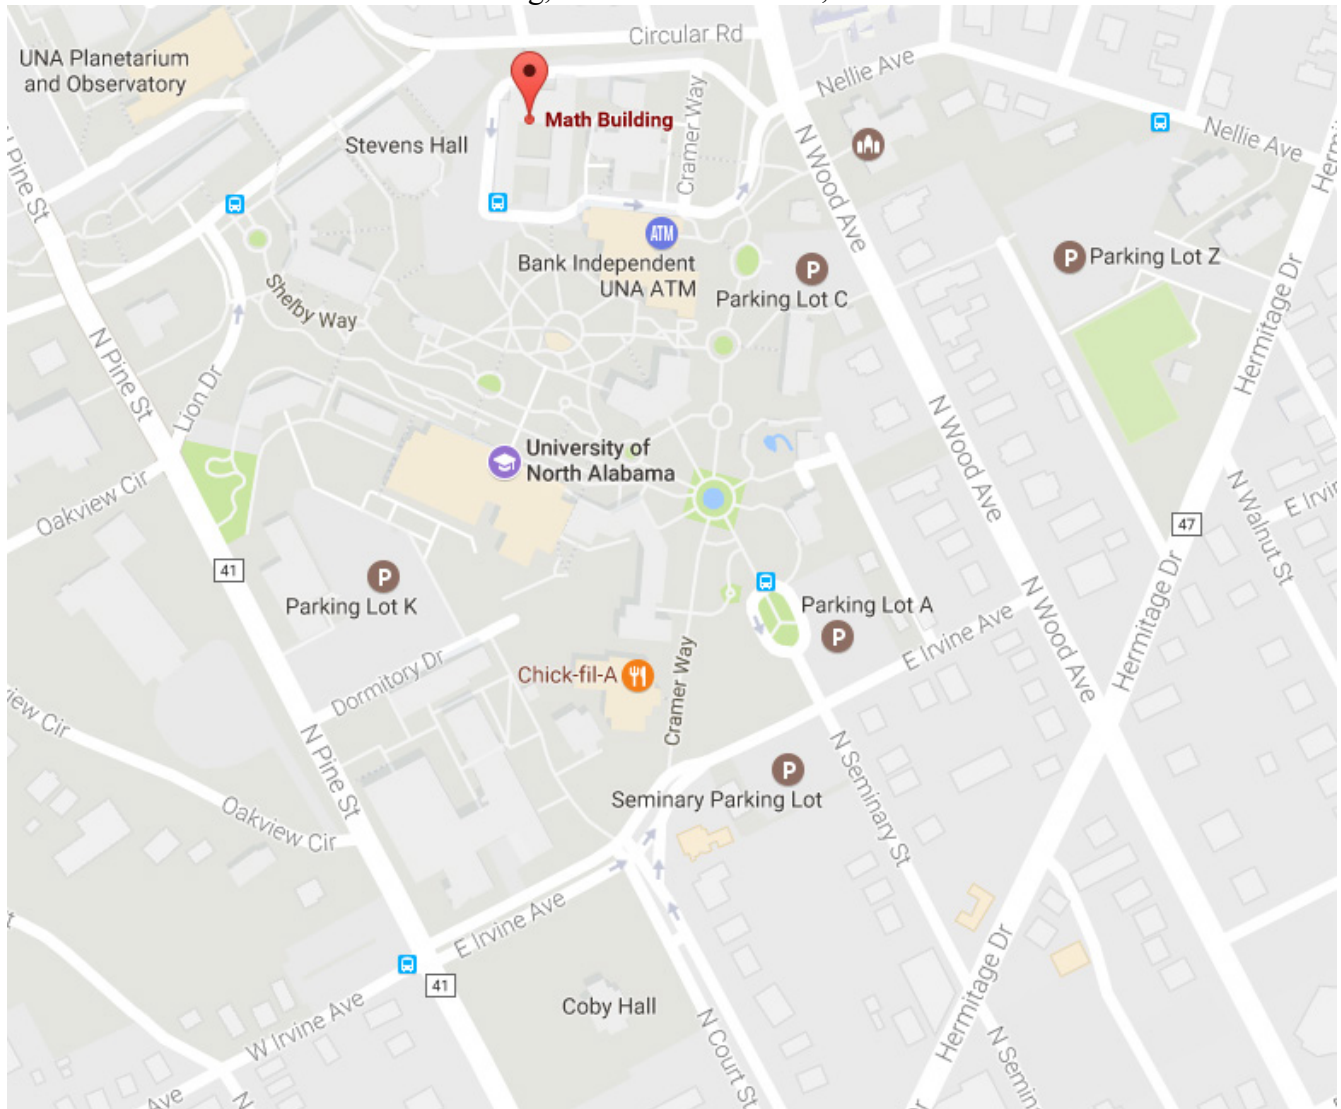 Circular Rd
UNA Planetarium
and Observatory
Nellie Ave
Math Building
Stevens Hall
Cramer Way
N Wood Ave
Nellie Ave
N Pine St
ATM
Bank Independent
UNA ATM
P
Parking Lot C
P Parking Lot Z
Shelby Way
Hermitage Dr
N Pine St
Lion Dr
N Wood Ave
University of
North Alabama
Oakview Cir
N Walnut St
47
41
P
Parking Lot K
Parking Lot A
P
E Irvine Ave
N Wood Ave
Hermitage Dr
Dormitory Dr
Chick-fil-A
Cramer Way
N Pine St
P
Seminary Parking Lot
N Seminary St
Oakview Cir
E Irvine Ave
41
Coby Hall
W Irvine Ave
N Court St
Hermitage Dr